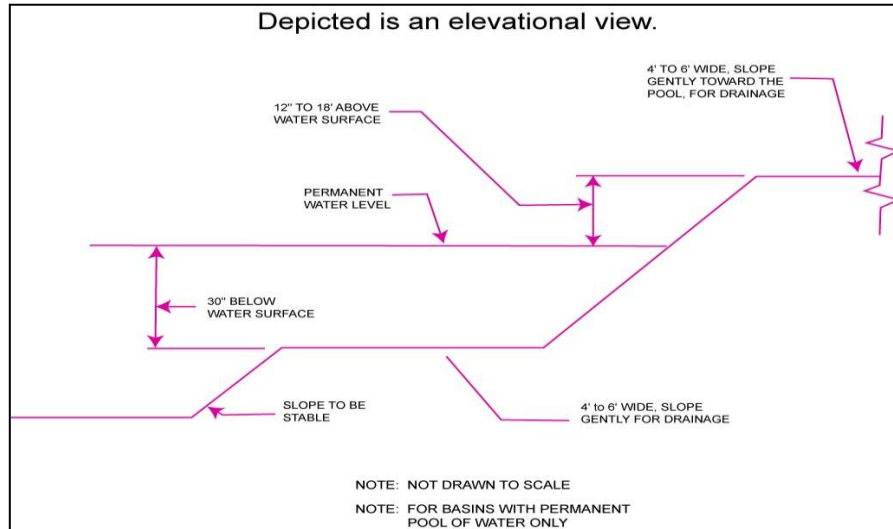 Depicted is an elevational view.
4' TO 6' WIDE, SLOPE
GENTLY TOWARD THE
POOL, FOR DRAINAGE
12" TO 18' ABOVE
WATER SURFACE
PERMANENT
WATER LEVEL
30" BELOW
WATER SURFACE
SLOPE TO BE
STABLE
4' to 6' WIDE, SLOPE
GENTLY FOR DRAINAGE
NOTE: NOT DRAWN TO SCALE
NOTE: FOR BASINS WITH PERMANENT
POOL OF WATER ONLY